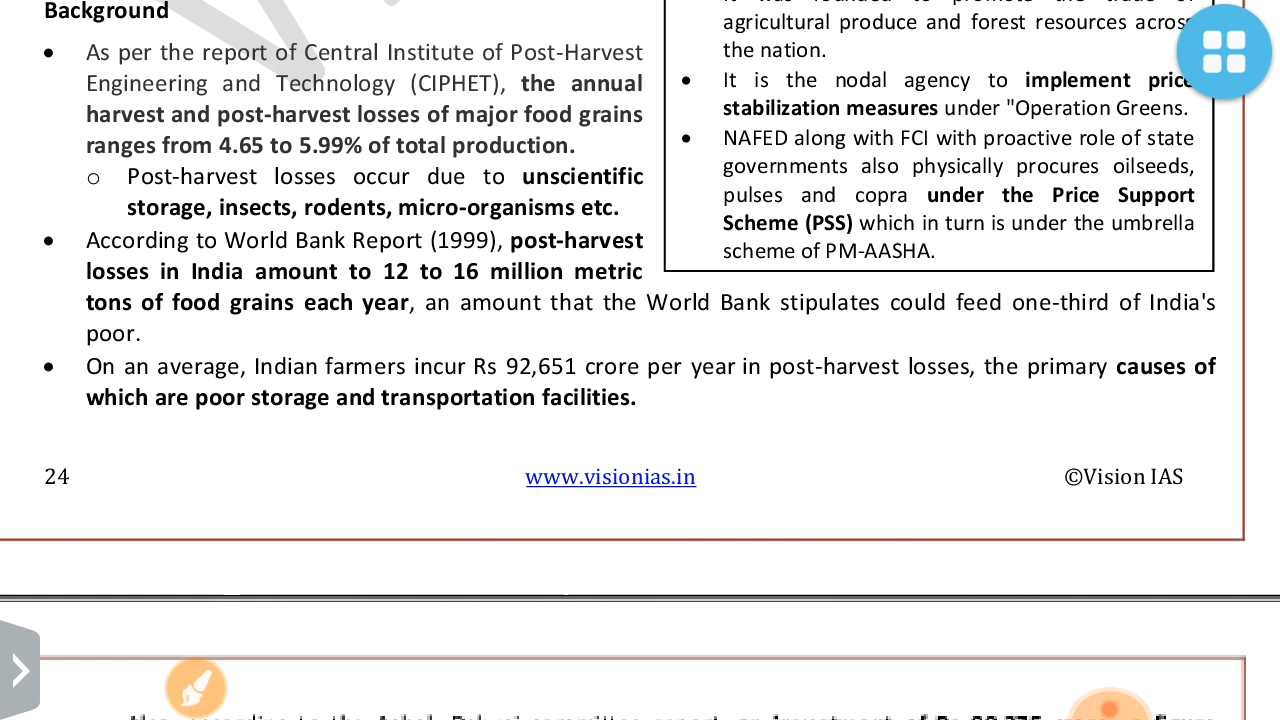 Background
• As per the report of Central Institute of Post-Harvest
Engineering and Technology (CIPHET), the annual
harvest and post-harvest losses of major food grains
ranges from 4.65 to 5.99% of total production.
o Post-harvest losses occur due to unscientific
storage, insects, rodents, micro-organisms etc.
• According to World Bank Report (1999), post-harvest
losses in India amount to 12 to 16 million metric
tons of food grains each year, an amount that the World Bank stipulates could feed one-third of India's
poor.
• On an average, Indian farmers incur Rs 92,651 crore per year in post-harvest losses, the primary causes of
which are poor storage and transportation facilities.
agricultural produce and forest resources across
the nation.
• It is the nodal agency to implement price
stabilization measures under "Operation Greens.
• NAFED along with FCI with proactive role of state
governments also physically procures oilseeds,
pulses and copra under the Price Support
Scheme (PSS) which in turn is under the umbrella
scheme of PM-AASHA.
24
www.visionias.in
©Vision IAS